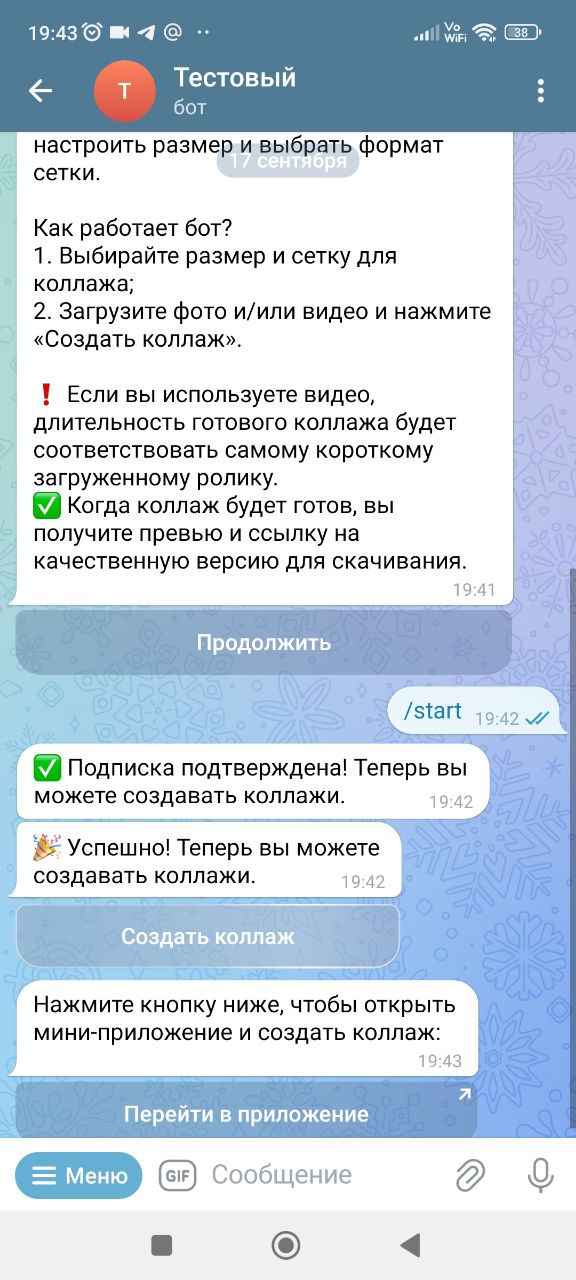 19:43
Vo
WiFi
38
Т
Тестовый
бот
настроить размер и выбрать формат
17 сентября
сетки.
Как работает бот?
1. Выбирайте размер и сетку для
коллажа;
2. Загрузите фото и/или видео и нажмите
«Создать коллаж».
❗ Если вы используете видео,
длительность готового коллажа будет
соответствовать самому короткому
загруженному ролику.
✅ Когда коллаж будет готов, вы
получите превью и ссылку на
качественную версию для скачивания.
19:41
Продолжить
/start 19:42
✅ Подписка подтверждена! Теперь вы
можете создавать коллажи. 19:42
🎉 Успешно! Теперь вы можете
создавать коллажи. 19:42
Создать коллаж
Нажмите кнопку ниже, чтобы открыть
мини-приложение и создать коллаж:
19:43
Перейти в приложение
Меню GIF Сообщение